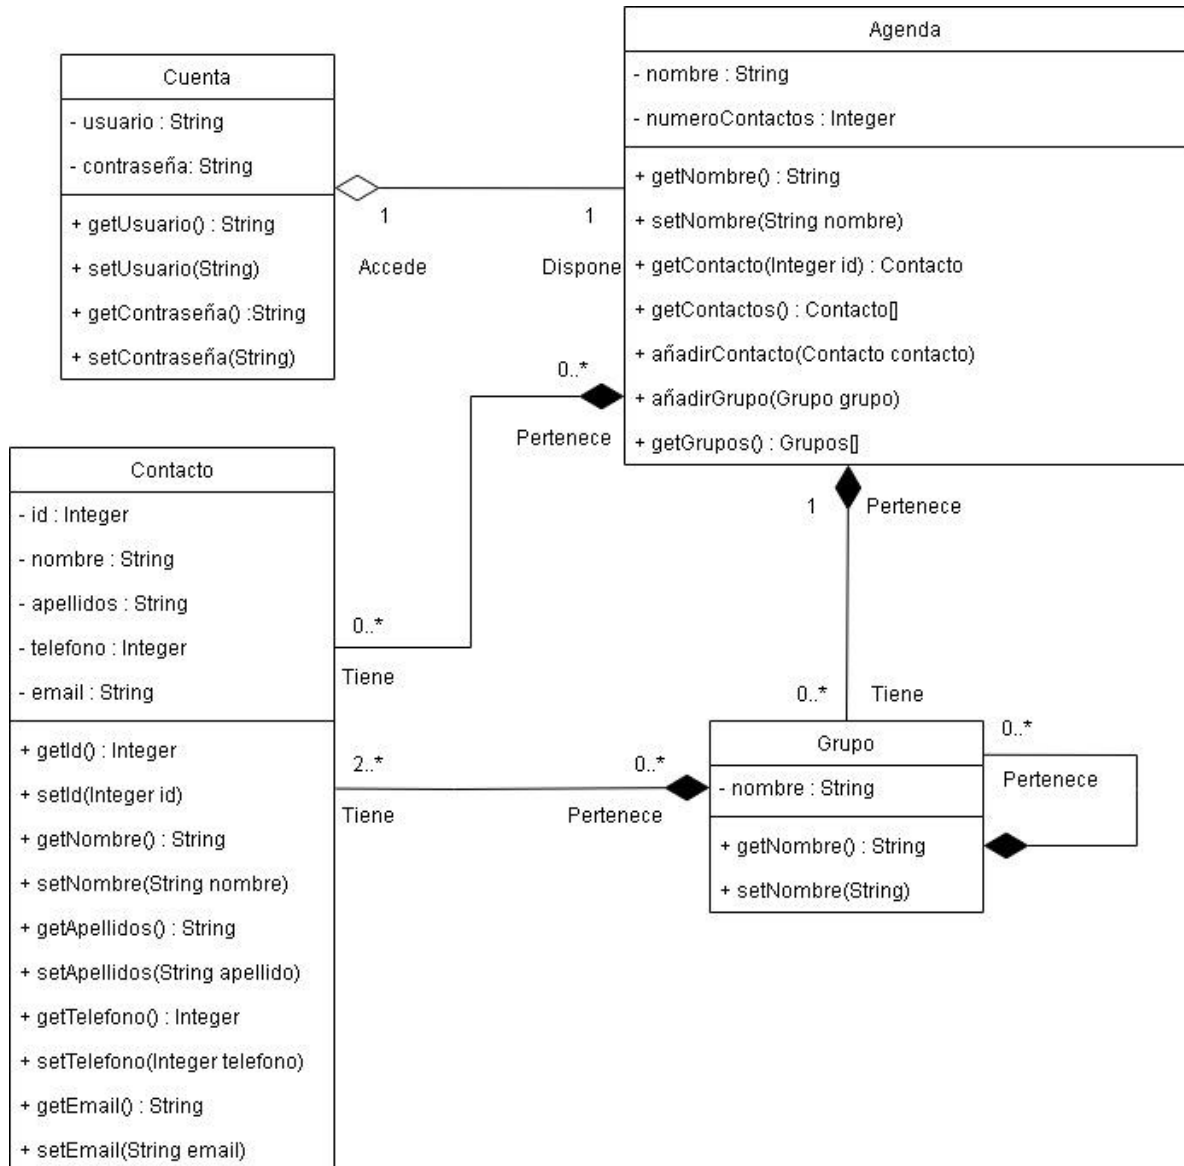 Cuenta
- usuario : String
- contraseña: String
+ getUsuario() : String
+ setUsuario(String)
+ getContraseña() :String
+ setContraseña(String)
Agenda
- nombre : String
- numeroContactos : Integer
+ getNombre() : String
+ setNombre(String nombre)
+ getContacto(Integer id) : Contacto
+ getContactos() : Contacto[]
+ añadirContacto(Contacto contacto)
+ añadirGrupo(Grupo grupo)
+ getGrupos() : Grupos[]
1
1
Accede
Dispone
0..*
Pertenece
1
Pertenece
Contacto
- id : Integer
- nombre : String
- apellidos : String
- telefono : Integer
- email : String
+ getId() : Integer
+ setId(Integer id)
+ getNombre() : String
+ setNombre(String nombre)
+ getApellidos() : String
+ setApellidos(String apellido)
+ getTelefono() : Integer
+ setTelefono(Integer telefono)
+ getEmail() : String
+ setEmail(String email)
0..*
Tiene
0..*
Tiene
2..*
Tiene
0..*
Pertenece
Grupo
- nombre : String
+ getNombre() : String
+ setNombre(String)
0..*
Pertenece